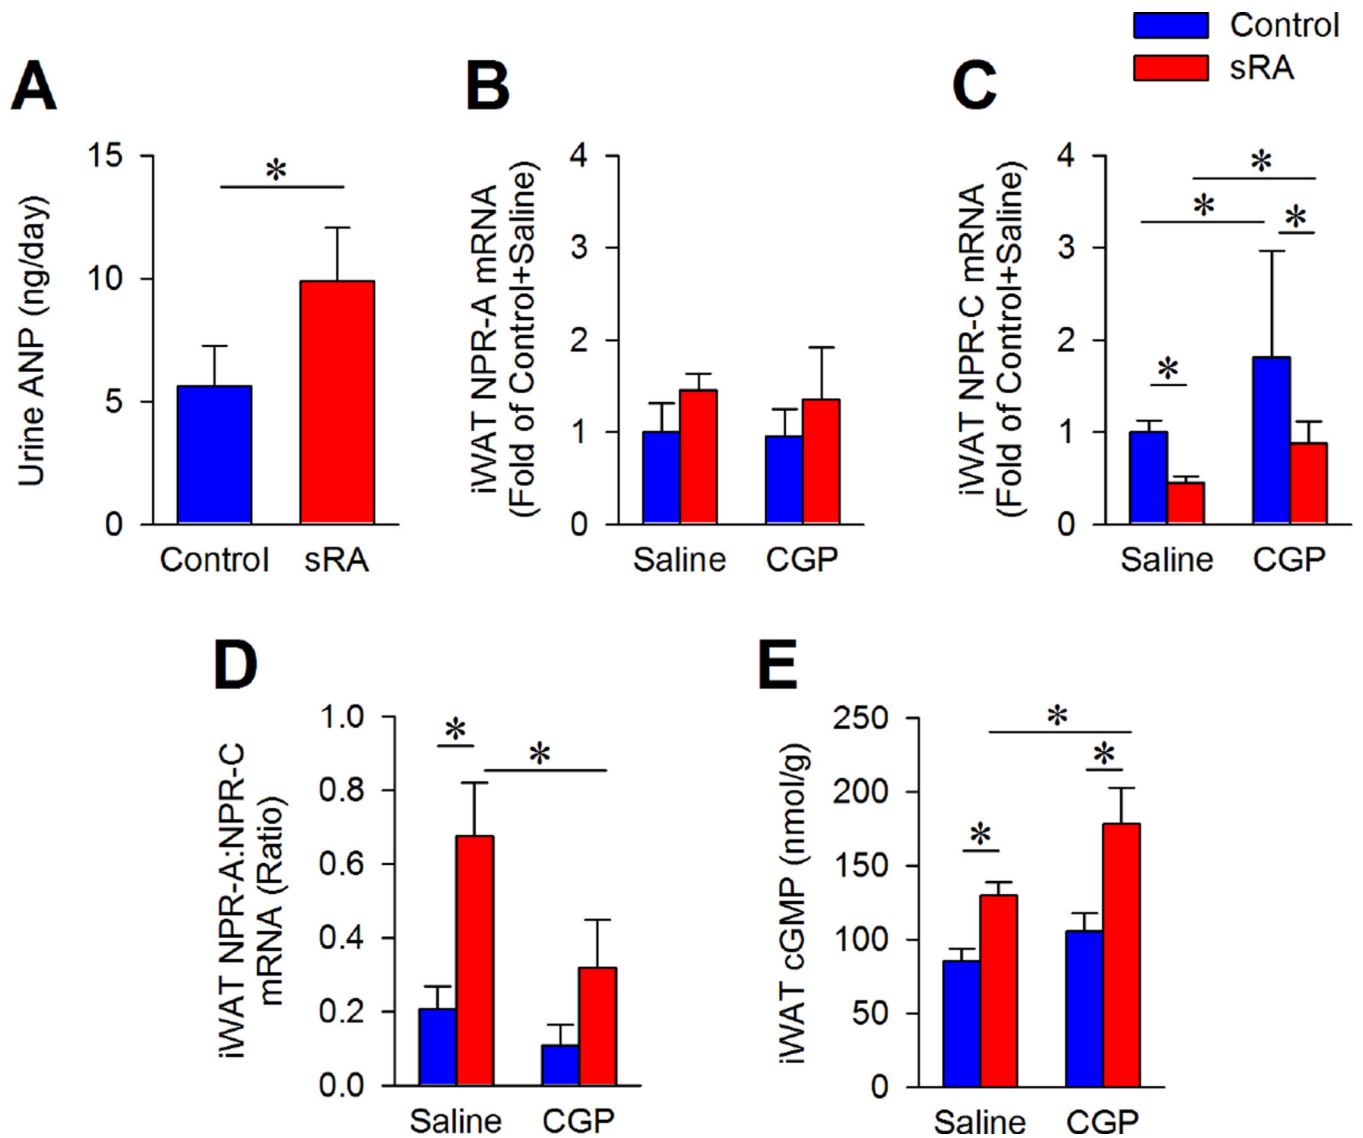 Control
sRA
A
Urine ANP (ng/day)
15
10
5
0
*
Control sRA
B
iWAT NPR-A mRNA
(Fold of Control+Saline)
4
3
2
1
0
Saline CGP
C
iWAT NPR-C mRNA
(Fold of Control+Saline)
4
3
2
1
0
*
*
*
*
Saline CGP
D
iWAT NPR-A:NPR-C
mRNA (Ratio)
1.0
0.8
0.6
0.4
0.2
0.0
*
*
Saline CGP
E
iWAT cGMP (nmol/g)
250
200
150
100
50
0
*
*
*
Saline CGP